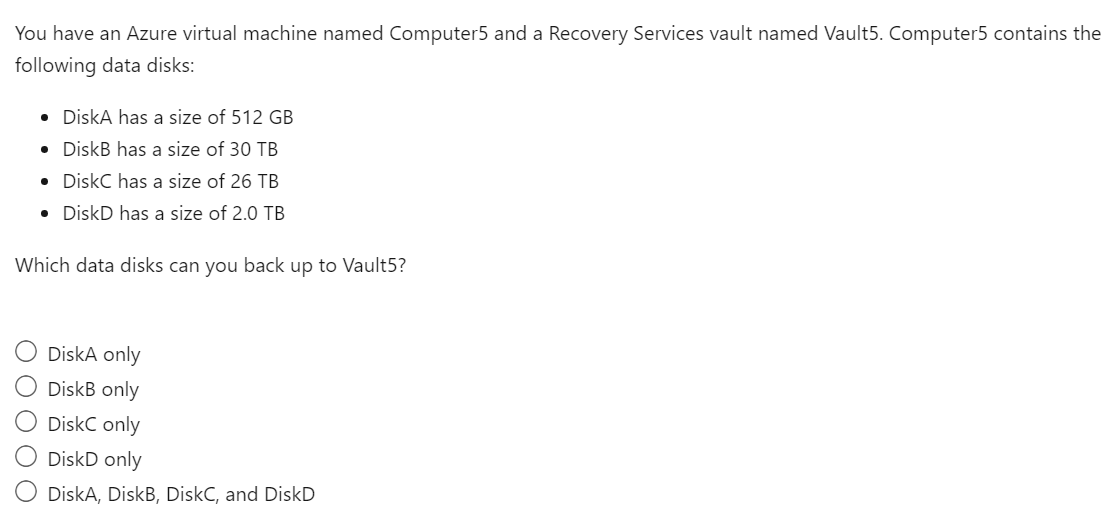 You have an Azure virtual machine named Computer5 and a Recovery Services vault named Vault5. Computer5 contains the
following data disks:
• DiskA has a size of 512 GB
• DiskB has a size of 30 TB
• DiskC has a size of 26 TB
• DiskD has a size of 2.0 TB
Which data disks can you back up to Vault5?
DiskA only
DiskB only
DiskC only
DiskD only
DiskA, DiskB, DiskC, and DiskD